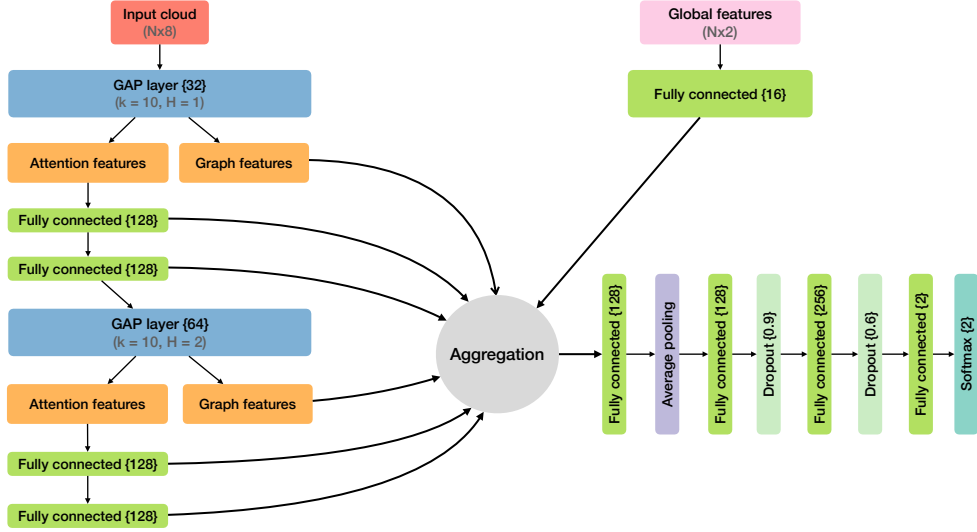 Input cloud
(Nx8)
Global features
(Nx2)
GAP layer {32}
(k = 10, H = 1)
Fully connected {16}
Attention features
Graph features
Fully connected {128}
Fully connected {128}
GAP layer {64}
(k = 10, H = 2)
Attention features
Graph features
Fully connected {128}
Fully connected {128}
Aggregation
Fully connected {128}
Average pooling
Fully connected {128}
Dropout {0.9}
Fully connected {256}
Dropout {0.6}
Fully connected {2}
Softmax {2}